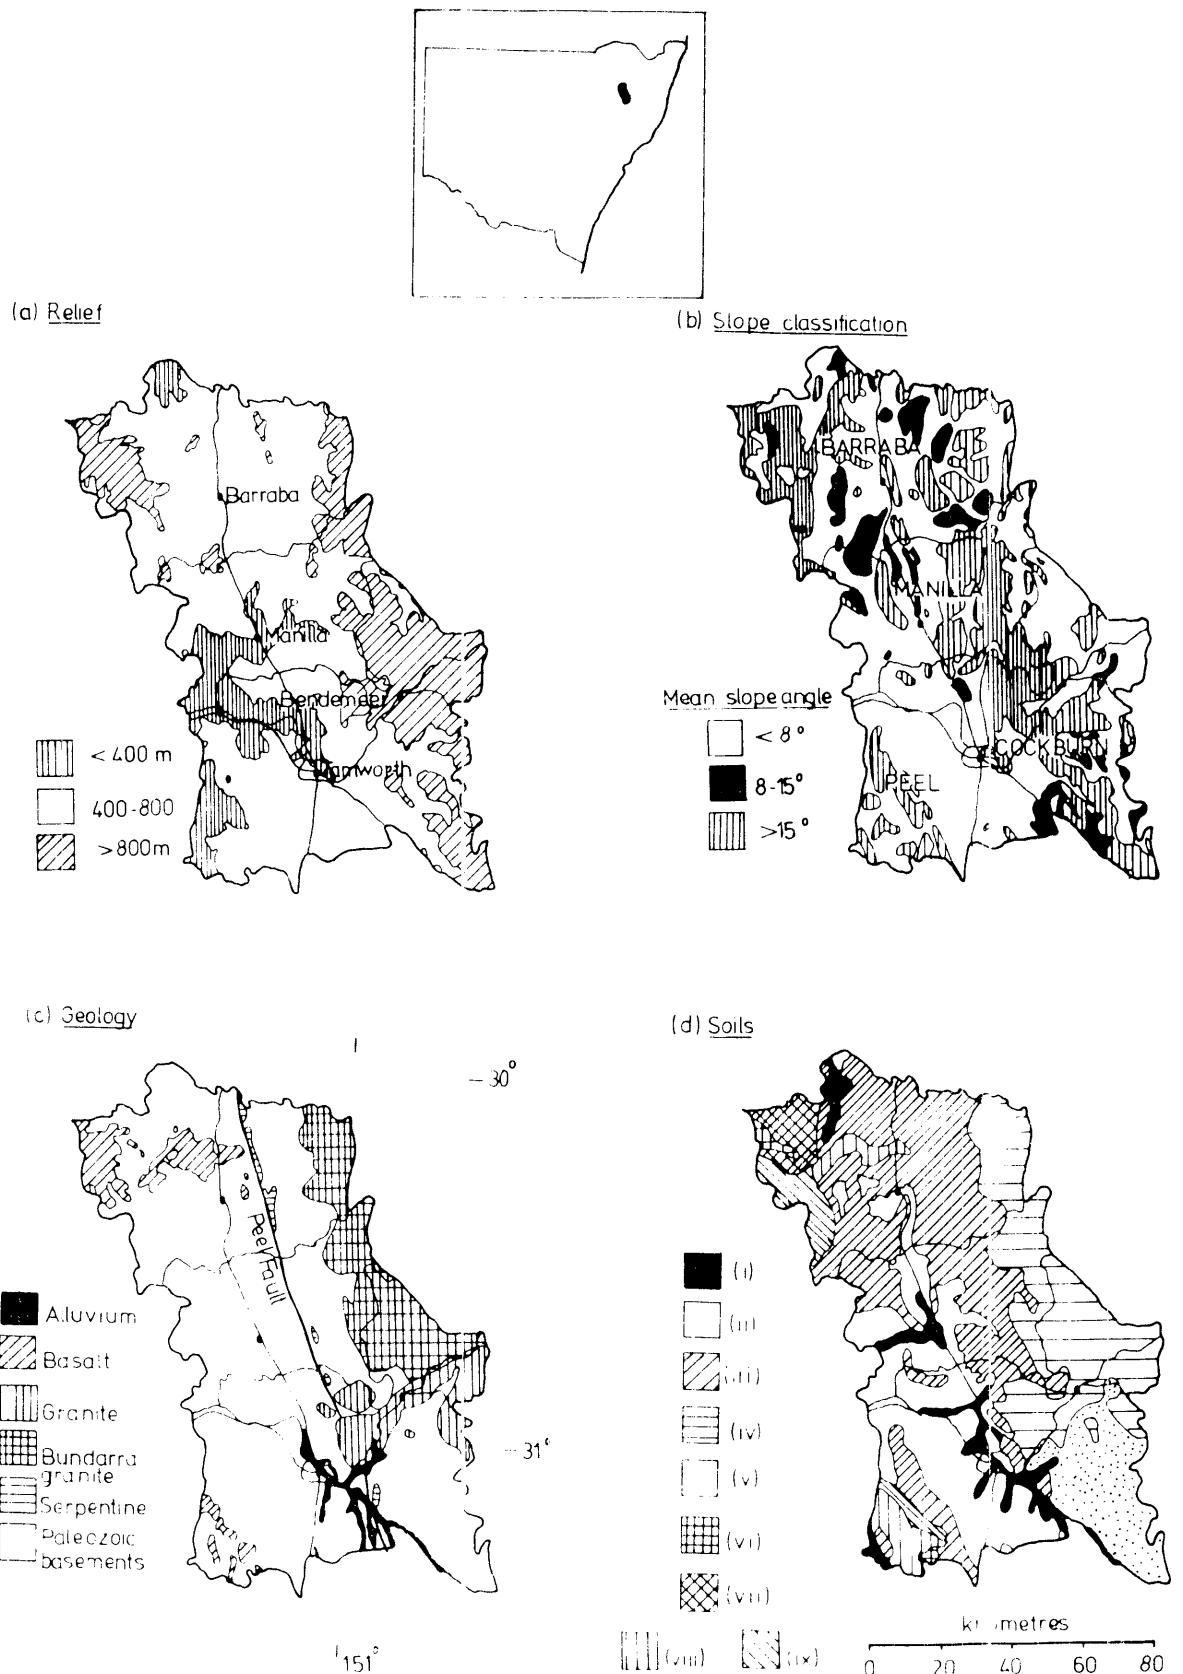 (a) Relief
(b) Slope classification
Barraba
Manilla
Bendemeer
Tamworth
<400 m
400-800
>800m
BARRABA
MANILLA
COCKBURN
PEEL
Mean slope angle
<8°
8-15°
>15°
(c) Geology
(d) Soils
-30°
Peel Fault
-31°
151°
Alluvium
Basalt
Granite
Bundarra
granite
Serpentine
Paleozoic
basements
(i)
(ii)
(iii)
(iv)
(v)
(vi)
(vii)
(viii)
(ix)
kilometres
0 20 40 60 80